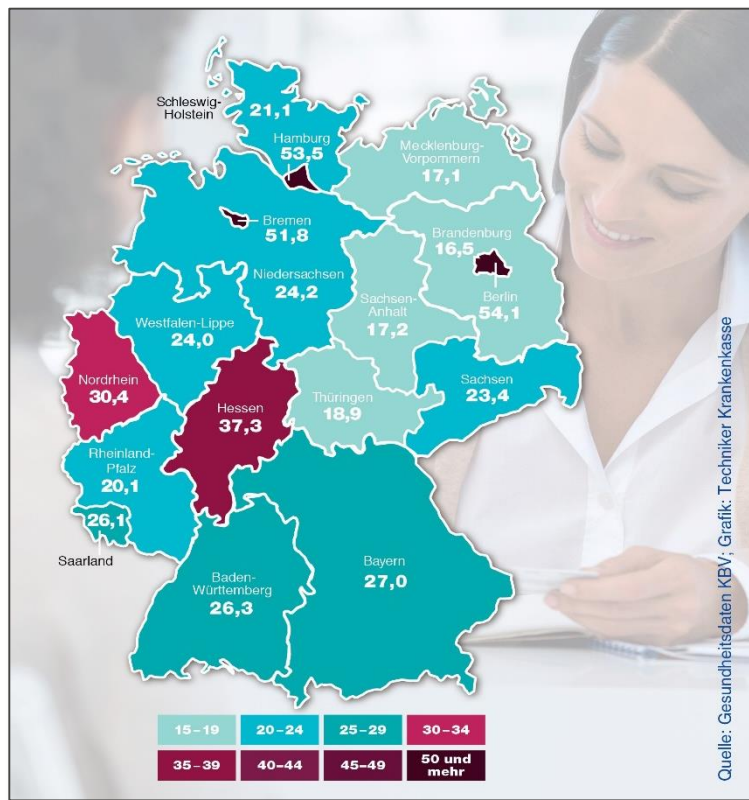 Schleswig-
Holstein
21,1
Hamburg
53,5
Mecklenburg-
Vorpommern
17,1
Bremen
51,8
Brandenburg
16,5
Berlin
54,1
Niedersachsen
24,2
Sachsen-
Anhalt
17,2
Westfalen-Lippe
24,0
Nordrhein
30,4
Hessen
37,3
Thüringen
18,9
Sachsen
23,4
Rheinland-
Pfalz
20,1
26,1
Saarland
Baden-
Württemberg
26,3
Bayern
27,0
15–19
20–24
25–29
30–34
35–39
40–44
45–49
50 und
mehr
Quelle: Gesundheitsdaten KBV; Grafik: Techniker Krankenkasse